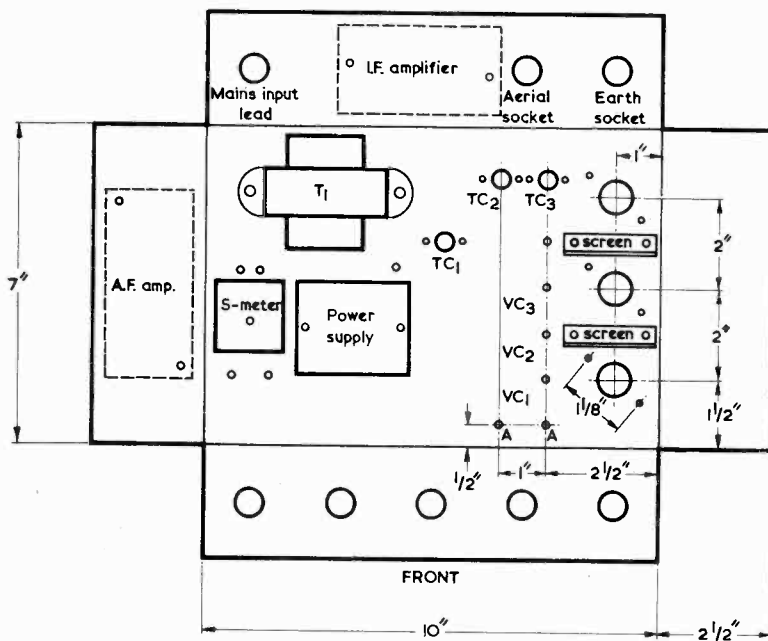 I.F. amplifier
Mains input
lead
Aerial
socket
Earth
socket
1"
T1
TC2
TC3
screen
2"
TC1
7"
A.F. amp.
S-meter
Power
supply
VC3
screen
2"
VC2
VC1
1 1/8"
1 1/2"
A
A
1/2"
1"
2 1/2"
FRONT
10"
2 1/2"